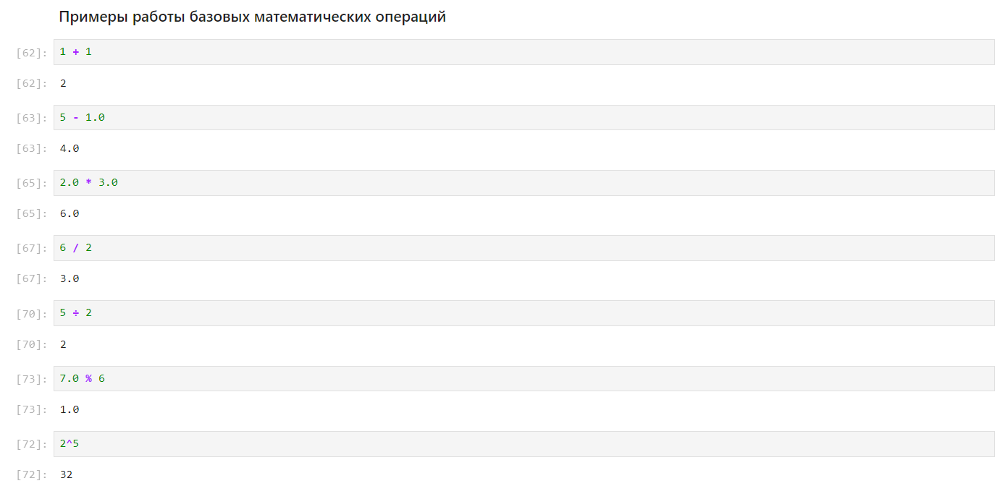 Примеры работы базовых математических операций
[62]: 1 + 1
[62]: 2
[63]: 5 - 1.0
[63]: 4.0
[65]: 2.0 * 3.0
[65]: 6.0
[67]: 6 / 2
[67]: 3.0
[70]: 5 ÷ 2
[70]: 2
[73]: 7.0 % 6
[73]: 1.0
[72]: 2^5
[72]: 32